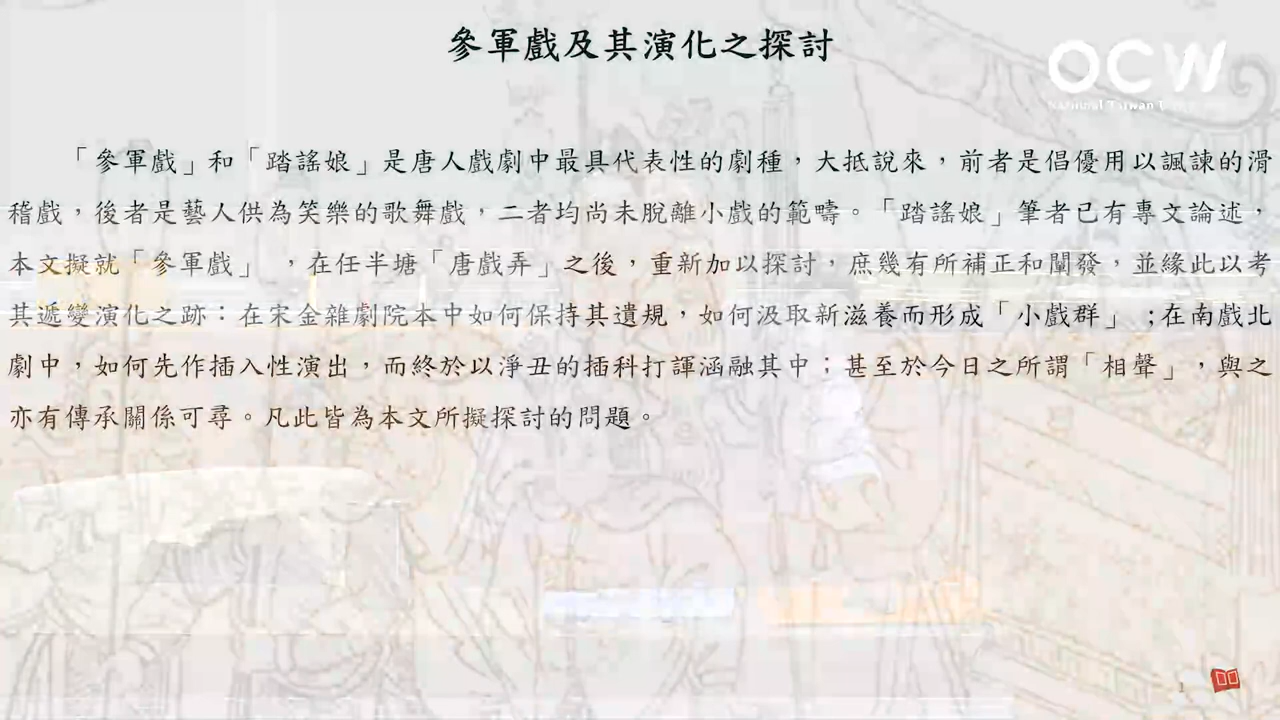 參軍戲及其演化之探討
OCW
National Taiwan
「參軍戲」和「踏謠娘」是唐人戲劇中最具代表性的劇種，大抵說來，前者是倡優用以諷諫的滑
稽戲，後者是藝人供為笑樂的歌舞戲，二者均尚未脫離小戲的範疇。「踏謠娘」筆者已有專文論述，
本文擬就「參軍戲」 ，在任半塘「唐戲弄」之後，重新加以探討，庶幾有所補正和闡發，並緣此以考
其遞變演化之跡：在宋金雜劇院本中如何保持其遺規，如何汲取新滋養而形成「小戲群」 ;在南戲北
劇中，如何先作插入性演出，而終於以淨丑的插科打諢涵融其中；甚至於今日之所謂「相聲」，與之
亦有傳承關係可尋。凡此皆為本文所擬探討的問題。
1